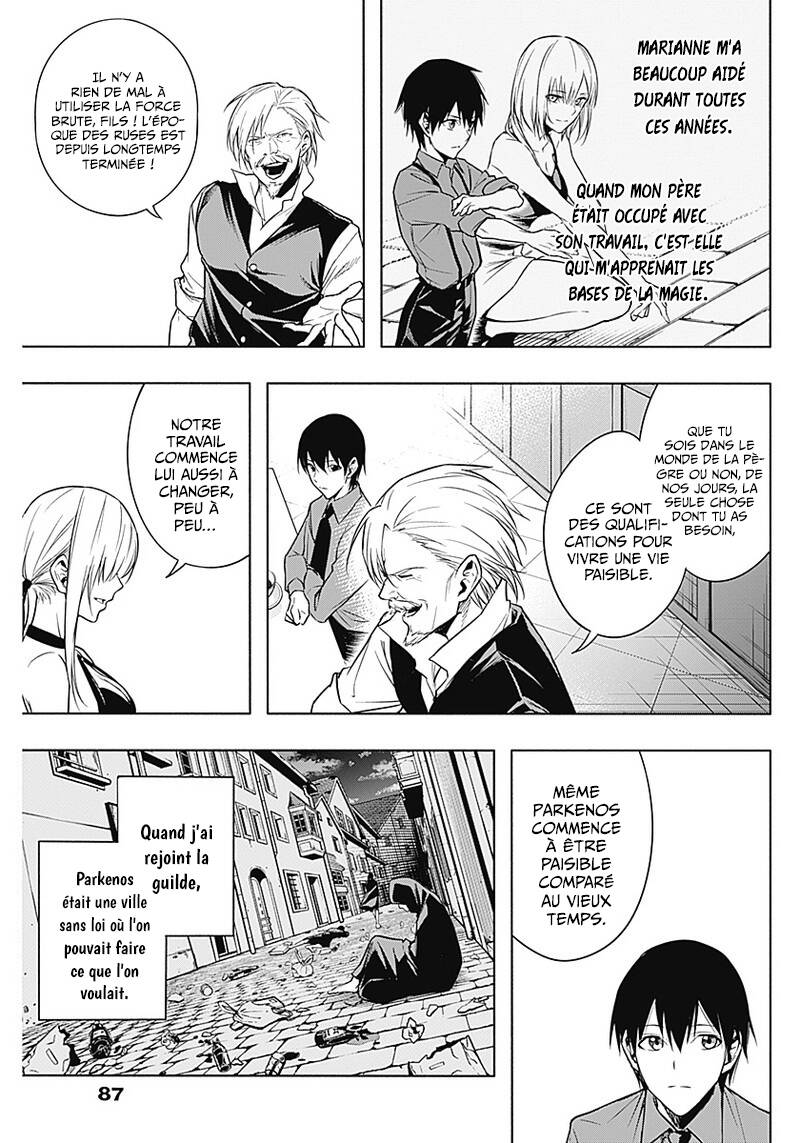 MARIANNE M'A
BEAUCOUP AIDÉ
DURANT TOUTES
CES ANNÉES.
QUAND MON PÈRE
ÉTAIT OCCUPÉ AVEC
SON TRAVAIL, C'EST ELLE
QUI M'APPRENAIT LES
BASES DE LA MAGIE.
IL N'Y A
RIEN DE MAL À
UTILISER LA FORCE
BRUTE, FILS ! L'ÉPO-
QUE DES RUSES EST
DEPUIS LONGTEMPS
TERMINÉE !
QUE TU
SOIS DANS LE
MONDE DE LA PÈ-
GRE OU NON, DE
NOS JOURS, LA
SEULE CHOSE
DONT TU AS
BESOIN,
CE SONT
DES QUALIFI-
CATIONS POUR
VIVRE UNE VIE
PAISIBLE.
NOTRE
TRAVAIL
COMMENCE
LUI AUSSI À
CHANGER,
PEU À
PEU...
MÊME
PARKENOS
COMMENCE
À ÊTRE
PAISIBLE
COMPARÉ
AU VIEUX
TEMPS.
Quand j'ai
rejoint la
guilde,
Parkenos
était une ville
sans loi où l'on
pouvait faire
ce que l'on
voulait.
87